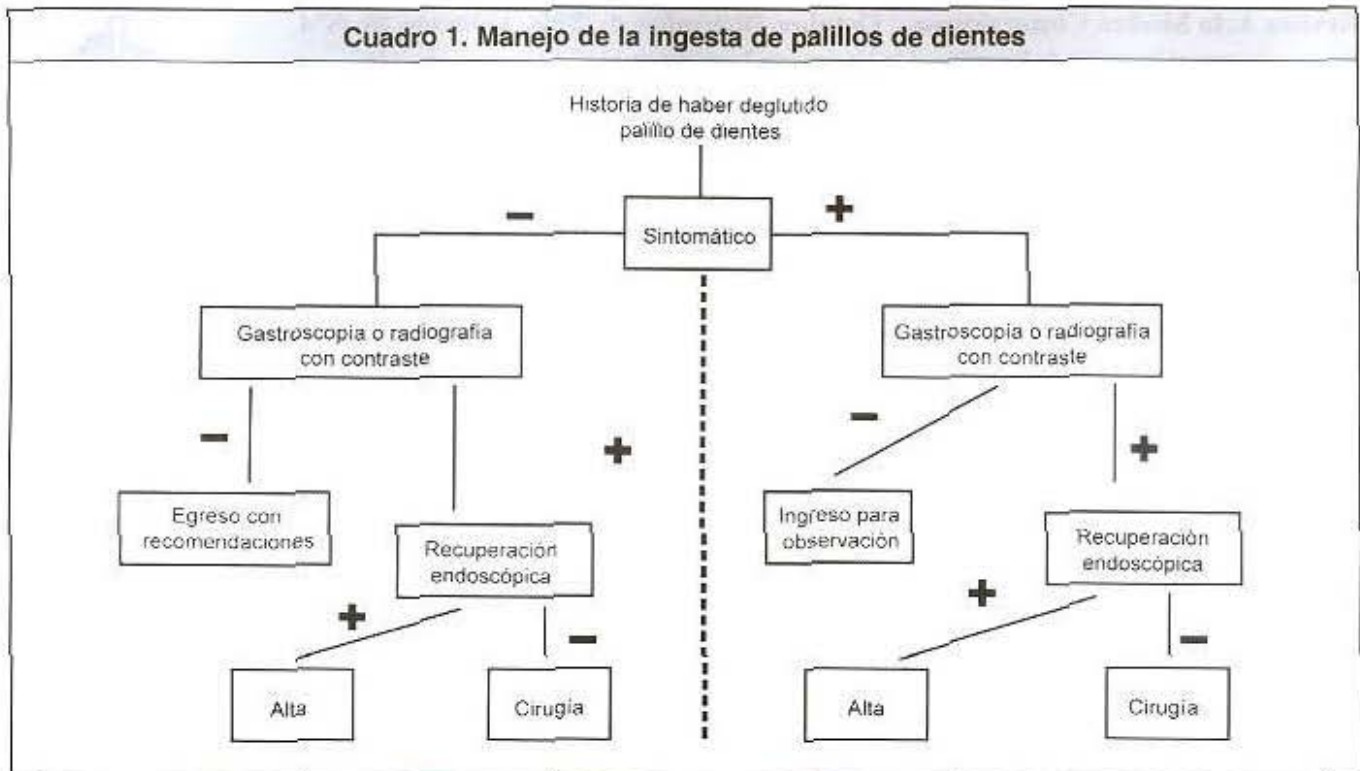 Cuadro 1. Manejo de la ingesta de palillos de dientes
Historia de haber deglutido
palillo de dientes
−
+
Sintomático
Gastroscopia o radiografía
con contraste
Gastroscopia o radiografía
con contraste
−
+
−
+
Egreso con
recomendaciones
Recuperación
endoscópica
Ingreso para
observación
Recuperación
endoscópica
+
−
+
−
Alta
Cirugía
Alta
Cirugía